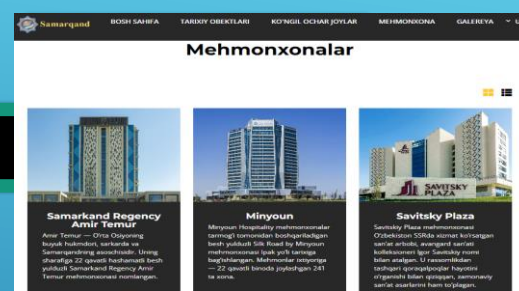 Samarqand BOSH SAHIFA TARIXIY OBEKTLARI KO'NGIL OCHAR JOYLAR MEHMONXONA GALEREYA
Mehmonxonalar
Samarkand Regency
Amir Temur
Amir Temur — O'rta Osiyoning
buyuk hukmdori, sarkarda va
Samarqandning asoschisidir. Uning
sharafiga 22 qavatli hashamatli besh
yulduzli Samarkand Regency Amir
Temur mehmonxonasi nomlangan.
Minyoun
Minyoun Hospitality mehmonxonalar
tarmog'i tomonidan boshqariladigan
besh yulduzli Silk Road by Minyoun
mehmonxonasi Ipak yo'li tarixiga
bag'ishlangan. Mehmonlar ixtiyoriga
— 22 qavatli binoda joylashgan 241
ta xona.
SAVITSKY
PLAZA
Savitsky Plaza
Savitsky Plaza mehmonxonasi
O'zbekiston SSRda xizmat ko'rsatgan
san'at arbobi, avangard san'ati
kolleksioneri Igor Savitsky nomi
bilan atalgan. U rassomlikdan
tashqari qoraqalpoqlar hayotini
o'rganishi bilan qiziqqan, zamonaviy
san'at asarlarini ham to'plagan.